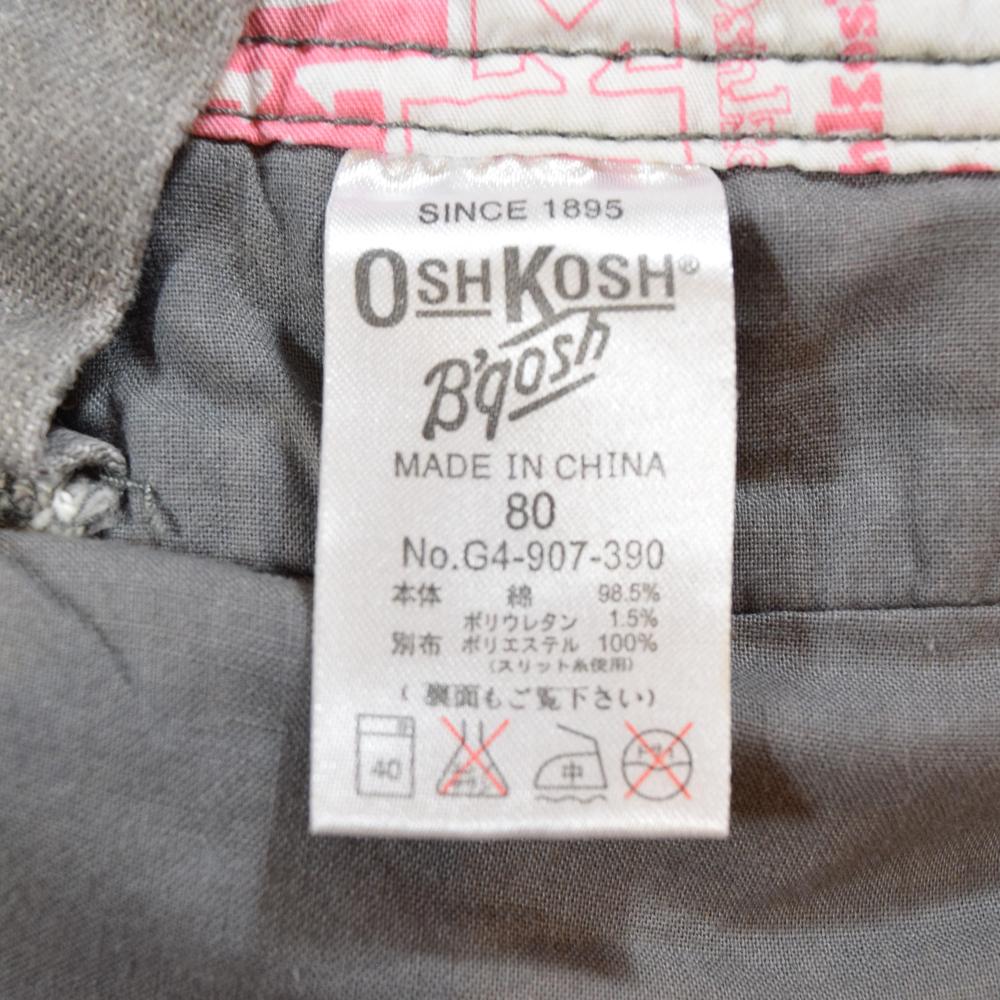 SINCE 1895
OSHKOSH®
B'gosh
MADE IN CHINA
80
No.G4-907-390
本体 綿 98.5%
ポリウレタン 1.5%
別布 ポリエステル 100%
(スリット糸使用)
(裏面もご覧下さい)
40 中